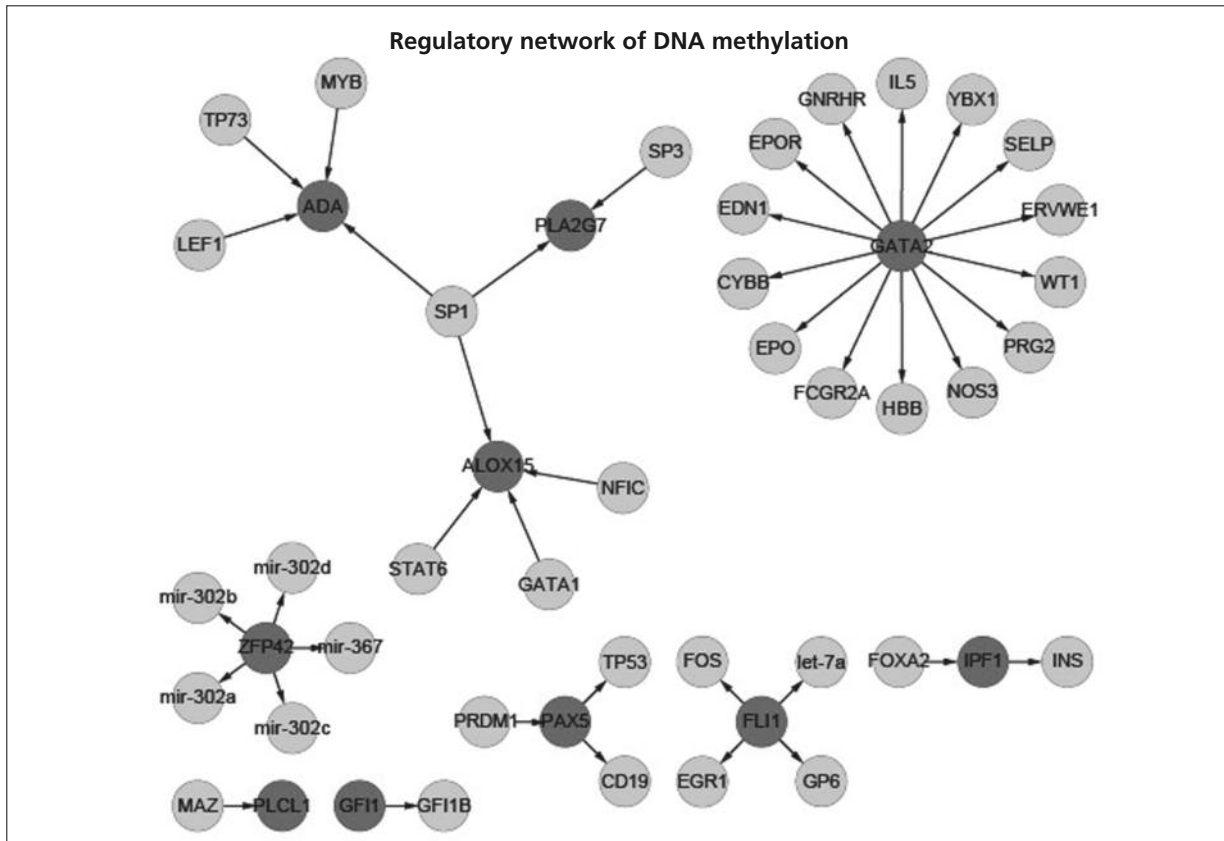 Regulatory network of DNA methylation
MYB
TP73
ADA
LEF1
SP3
PLA2G7
SP1
ALOX15
NFIC
STAT6
GATA1
IL5
GNRHR
YBX1
EPOR
SELP
EDN1
ERVWE1
GATA2
CYBB
WT1
EPO
PRG2
FCGR2A
NOS3
HBB
mir-302d
mir-302b
ZFP42
mir-367
mir-302a
mir-302c
TP53
PRDM1
PAX5
CD19
FOS
let-7a
FLI1
EGR1
GP6
FOXA2
IPF1
INS
MAZ
PLCL1
GFI1
GFI1B